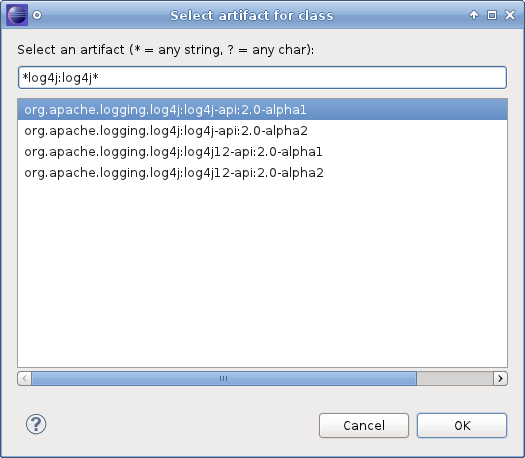 Select artifact for class
Select an artifact (* = any string, ? = any char):
*log4j:log4j*
org.apache.logging.log4j:log4j-api:2.0-alpha1
org.apache.logging.log4j:log4j-api:2.0-alpha2
org.apache.logging.log4j:log4j12-api:2.0-alpha1
org.apache.logging.log4j:log4j12-api:2.0-alpha2
?
Cancel
OK